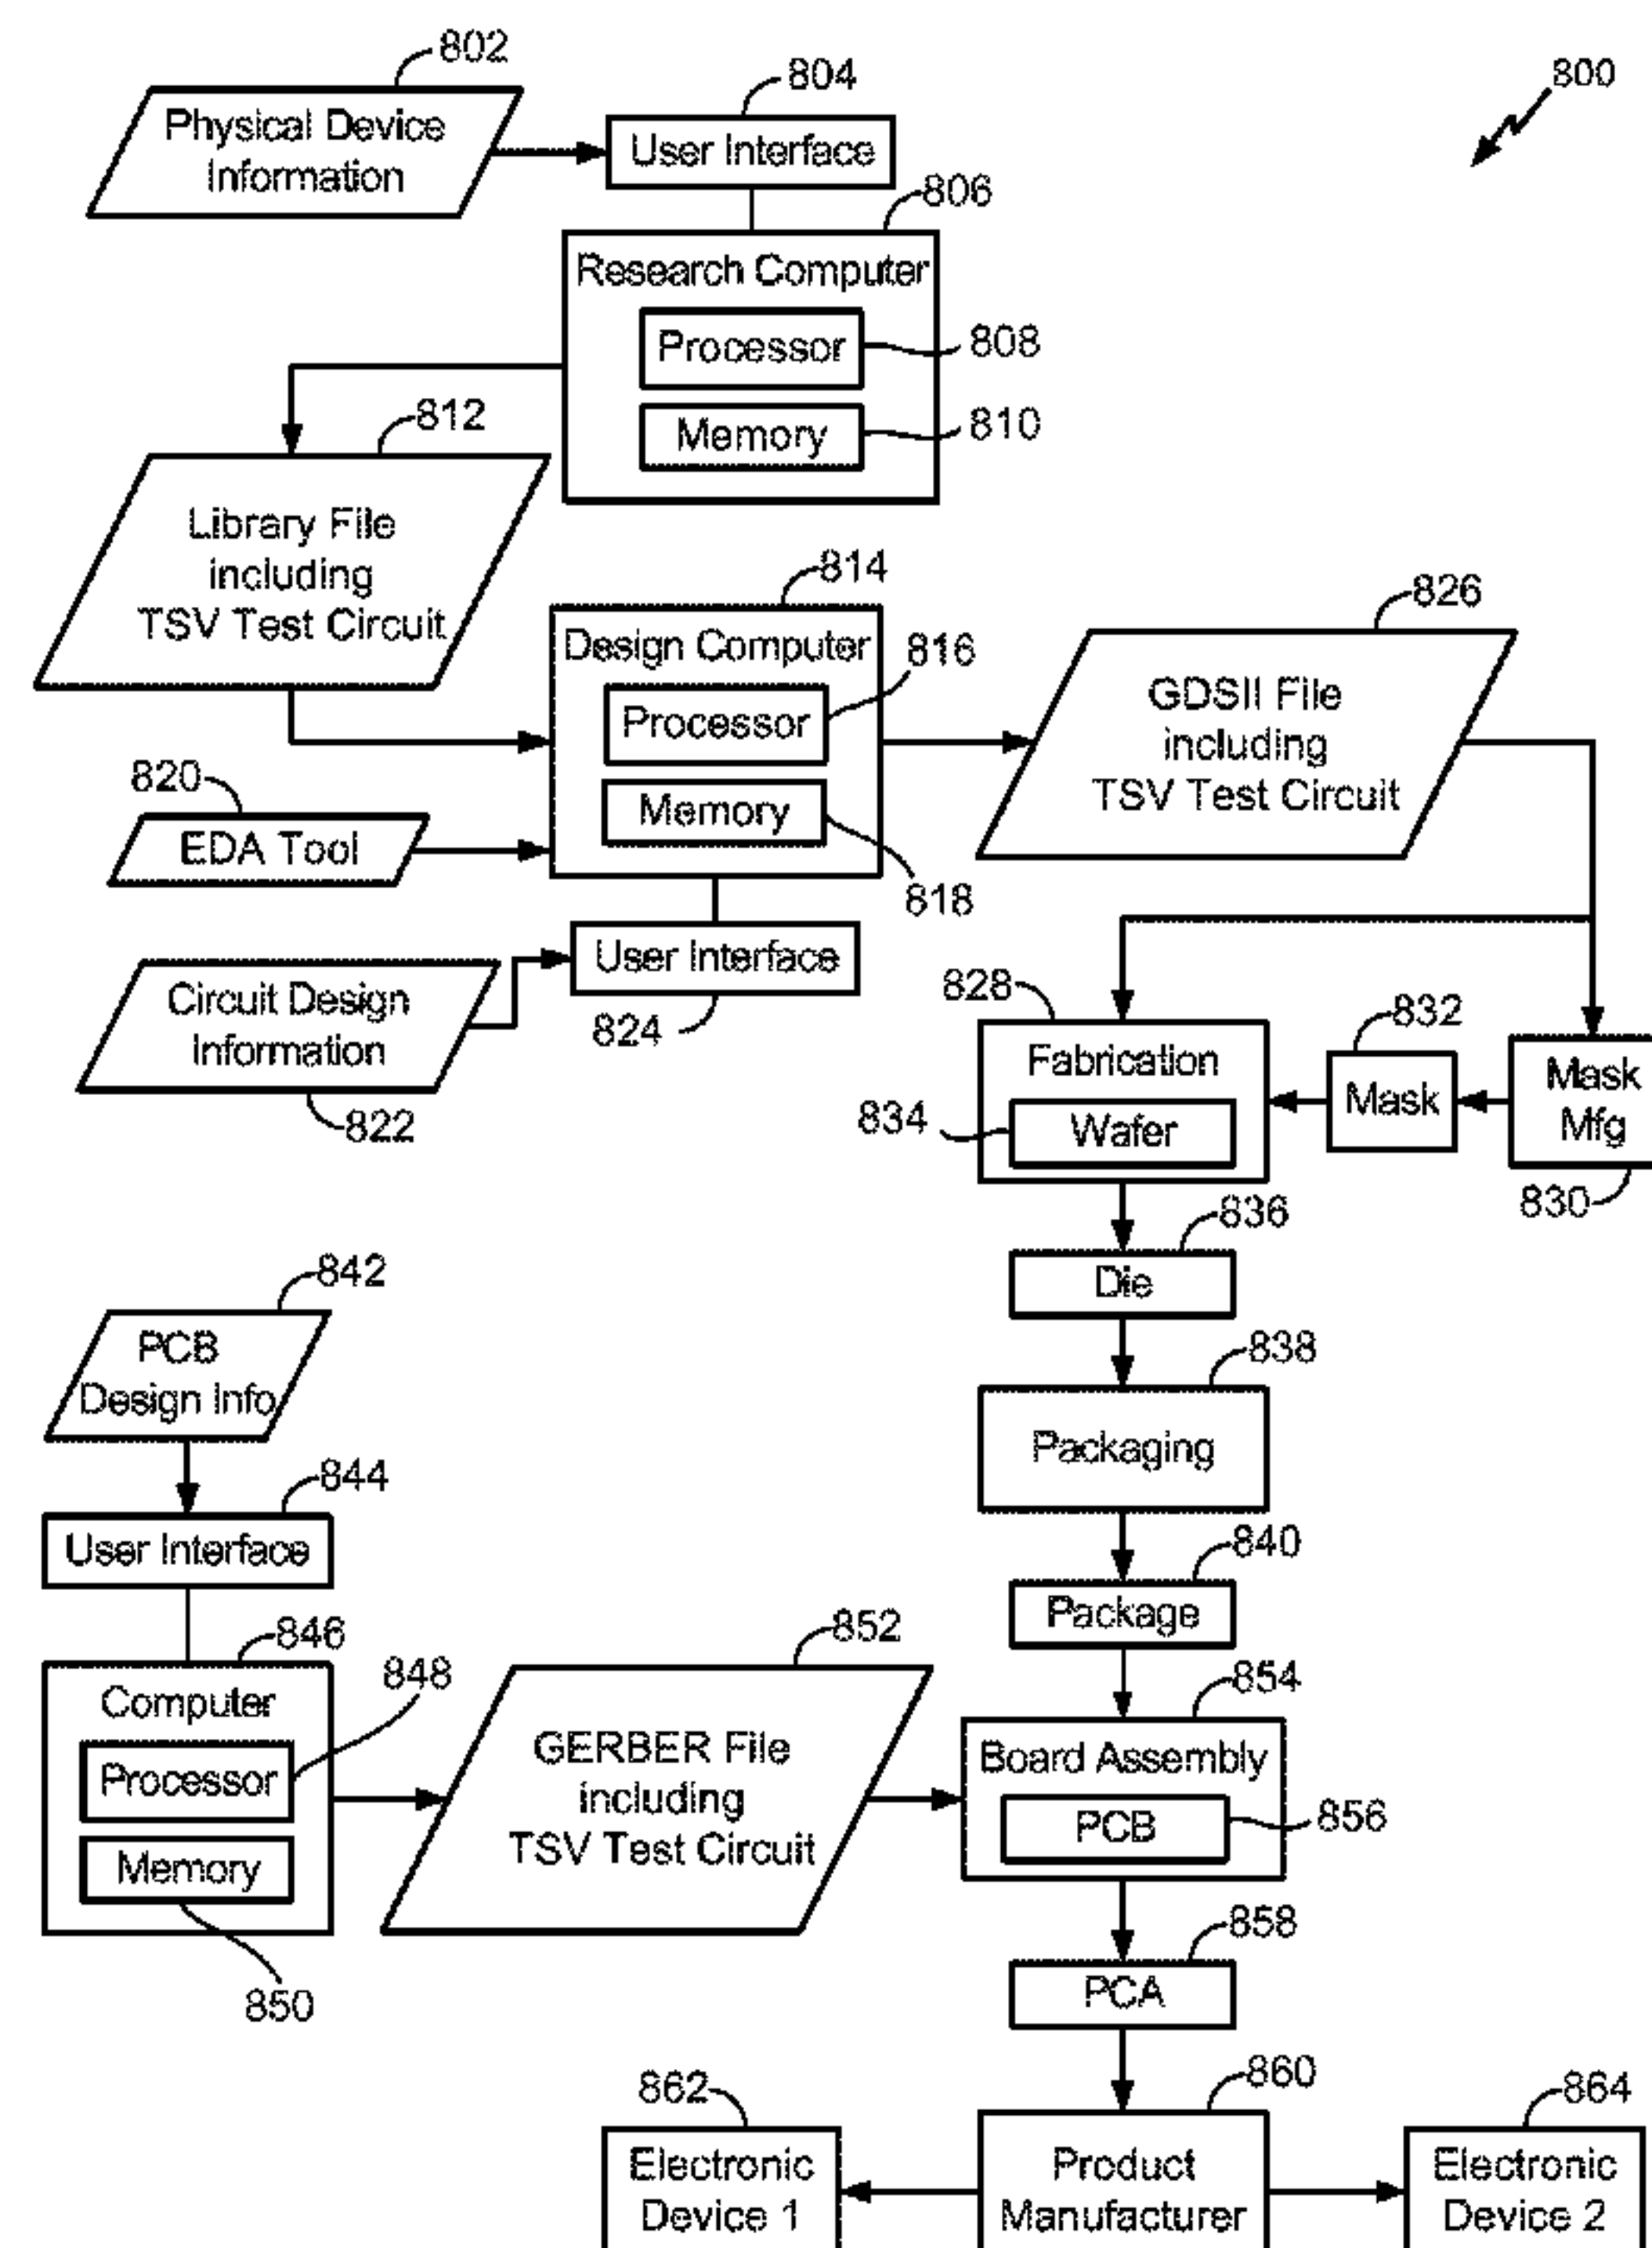 802
Physical Device
Information
804
User Interface
800
806
Research Computer
Processor
808
Memory
810
812
Library File
including
TSV Test Circuit
814
Design Computer
816
Processor
Memory
818
820
EDA Tool
826
GDSII File
including
TSV Test Circuit
User Interface
824
Circuit Design
Information
822
828
Fabrication
834
Wafer
832
Mask
Mask
Mfg
830
836
Die
838
Packaging
840
Package
842
PCB
Design Info
844
User Interface
846
Computer
848
Processor
Memory
850
852
GERBER File
including
TSV Test Circuit
854
Board Assembly
PCB
856
858
PCA
860
Product
Manufacturer
862
Electronic
Device 1
864
Electronic
Device 2